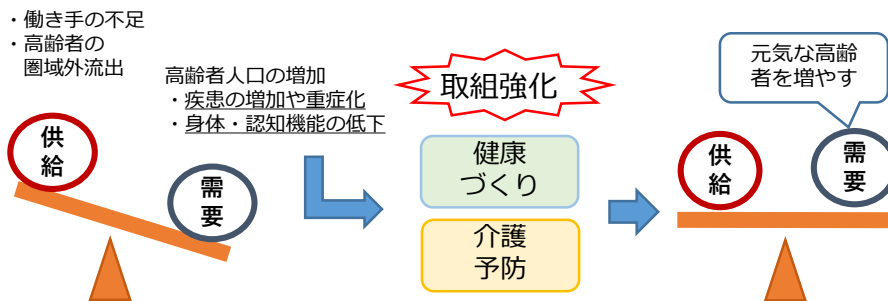 ・働き手の不足
・高齢者の
圏域外流出
高齢者人口の増加
・疾患の増加や重症化
・身体・認知機能の低下
供
給
需
要
取組強化
健康
づくり
介護
予防
元気な高齢
者を増やす
供
給
需
要